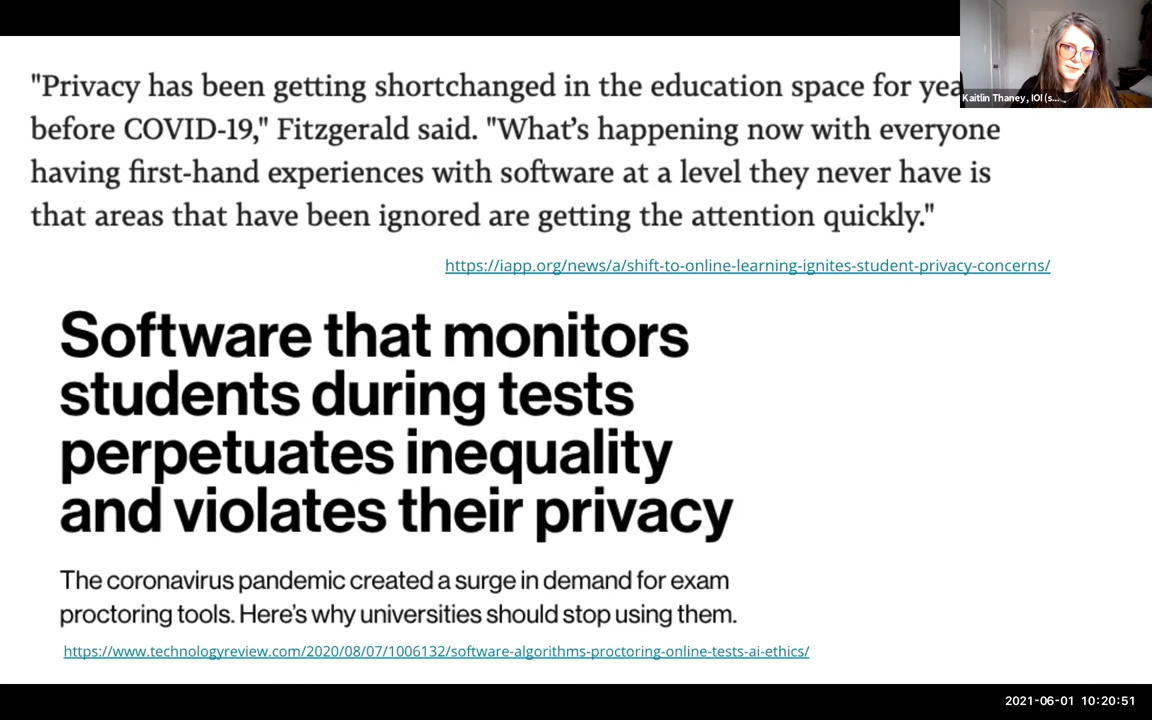 "Privacy has been getting shortchanged in the education space for yea
Kaitlin Thaney, IOI (s...
before COVID-19," Fitzgerald said. "What's happening now with everyone
having first-hand experiences with software at a level they never have is
that areas that have been ignored are getting the attention quickly."
https://iapp.org/news/a/shift-to-online-learning-ignites-student-privacy-concerns/
Software that monitors
students during tests
perpetuates inequality
and violates their privacy
The coronavirus pandemic created a surge in demand for exam
proctoring tools. Here's why universities should stop using them.
https://www.technologyreview.com/2020/08/07/1006132/software-algorithms-proctoring-online-tests-ai-ethics/
2021-06-01 10:20:51